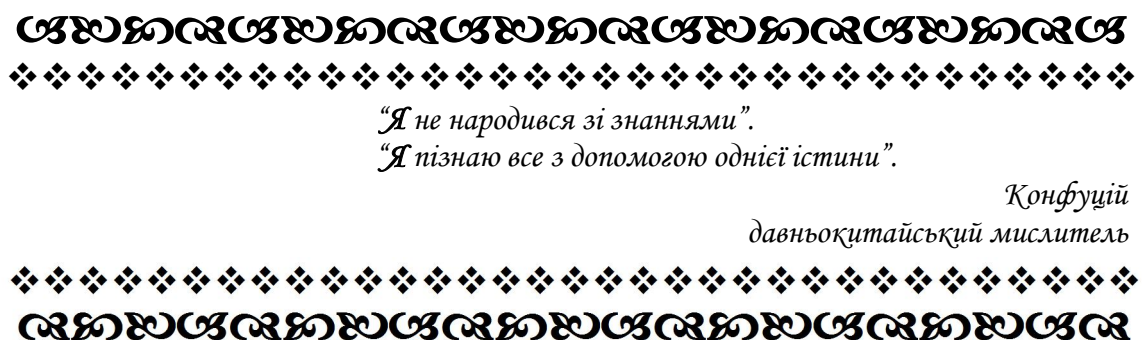 “Я не народився зі знаннями”.
“Я пізнаю все з допомогою однієї істини”.
Конфуцій
давньокитайський мислитель